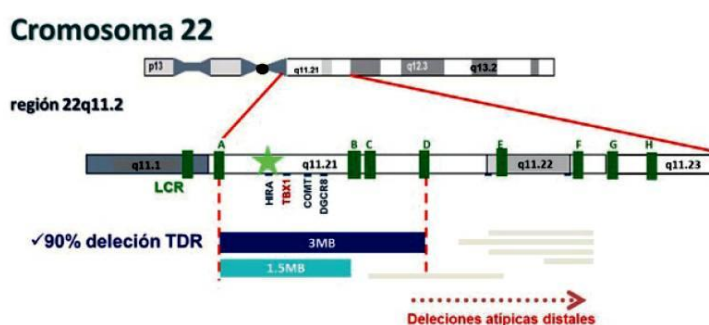 Cromosoma 22
p13 q11.21 q12.3 q13.2
región 22q11.2
A B C D E F G H
q11.1 q11.21 q11.22 q11.23
LCR
HIRA TBX1 COMT DGCR8
✓90% deleción TDR 3MB
1.5MB
Deleciones atípicas distales